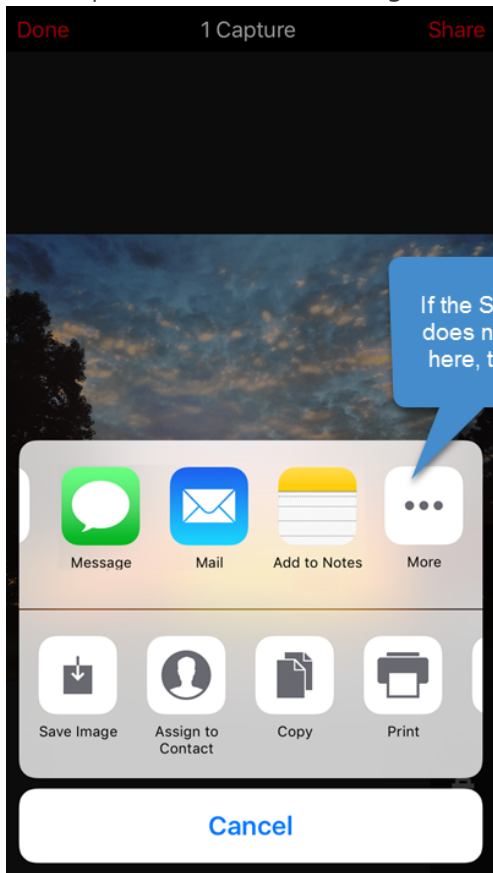 Done 1 Capture Share
If the S
does n
here, t
Message Mail Add to Notes More
Save Image Assign to Contact Copy Print
Cancel